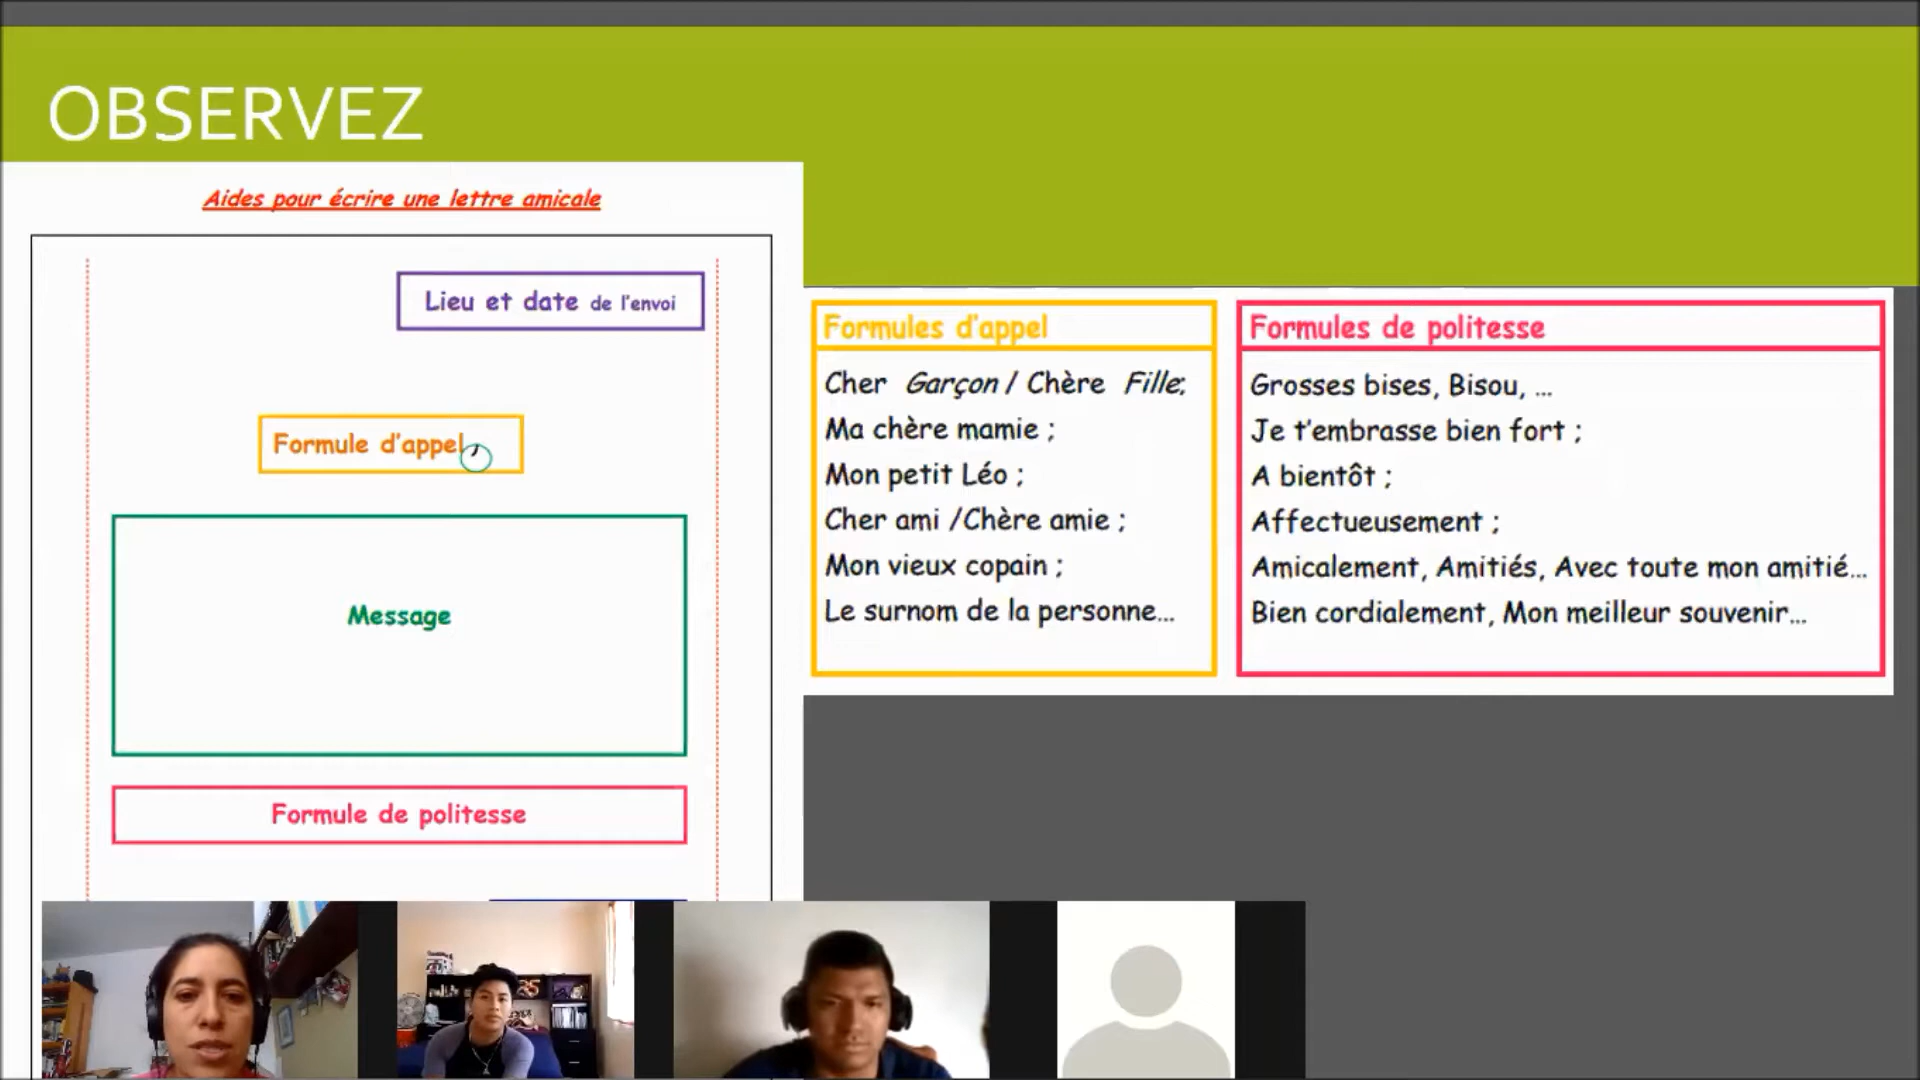 OBSERVEZ
Aides pour écrire une lettre amicale
Lieu et date de l'envoi
Formule d'appel ,
Message
Formule de politesse
Formules d'appel
Cher Garçon / Chère Fille;
Ma chère mamie ;
Mon petit Léo ;
Cher ami /Chère amie ;
Mon vieux copain ;
Le surnom de la personne...
Formules de politesse
Grosses bises, Bisou, ...
Je t'embrasse bien fort ;
A bientôt ;
Affectueusement ;
Amicalement, Amitiés, Avec toute mon amitié...
Bien cordialement, Mon meilleur souvenir...